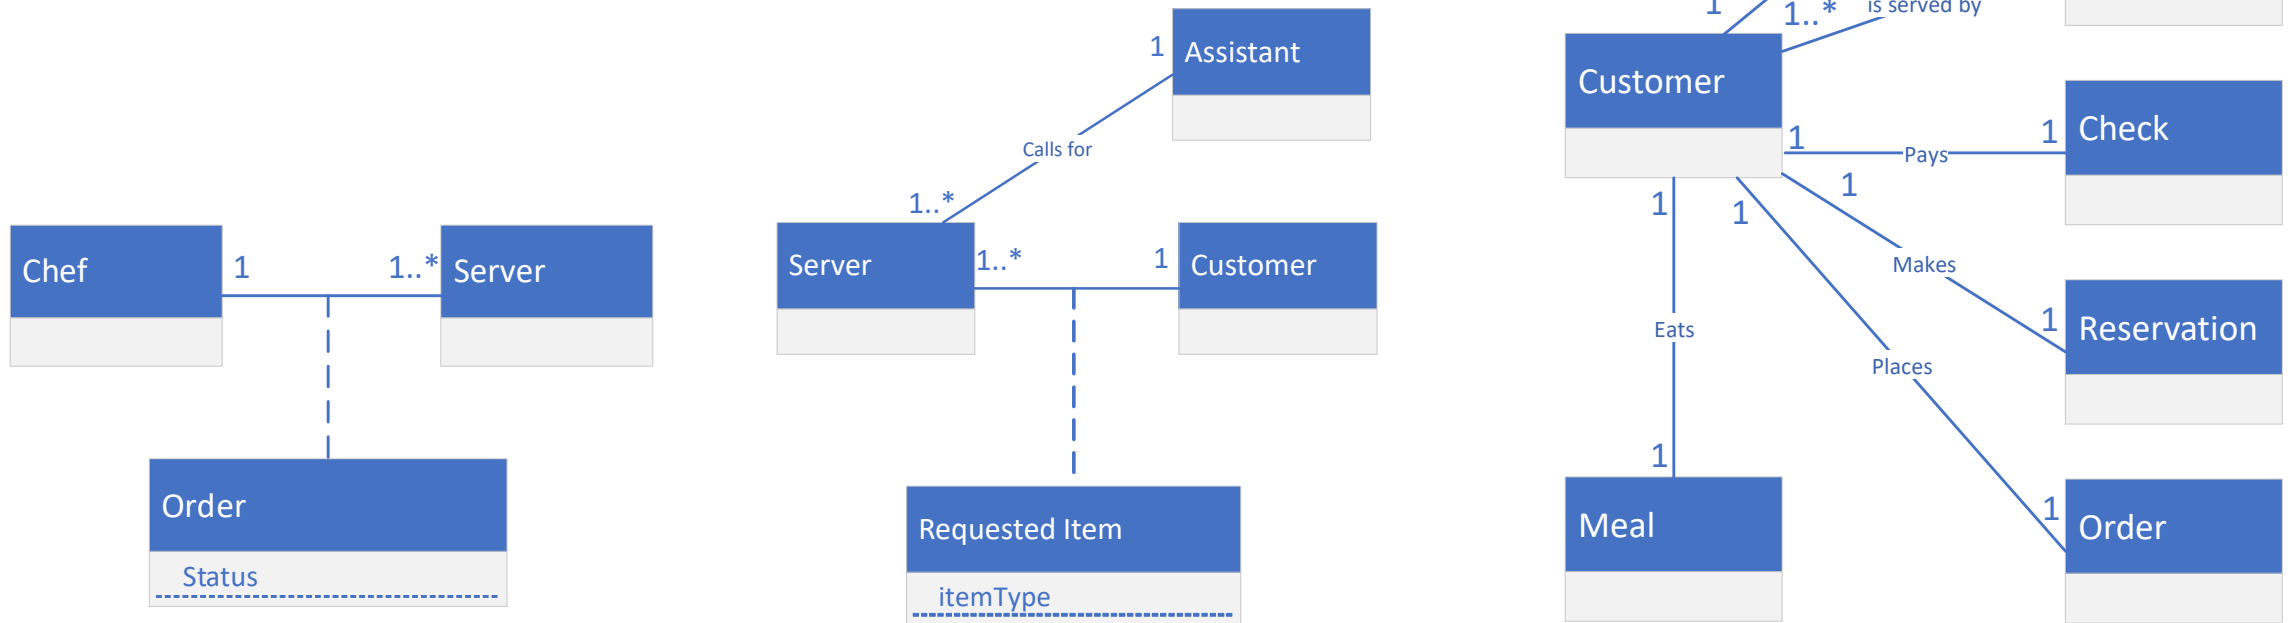 Chef
1
1..*
Server
Order
Status
Assistant
1
Calls for
1..*
Server
1..*
1
Customer
Requested Item
itemType
1
1..*
is served by
Customer
1
Pays
1
Check
1
Makes
1
Reservation
1
Eats
1
Meal
1
Places
1
Order